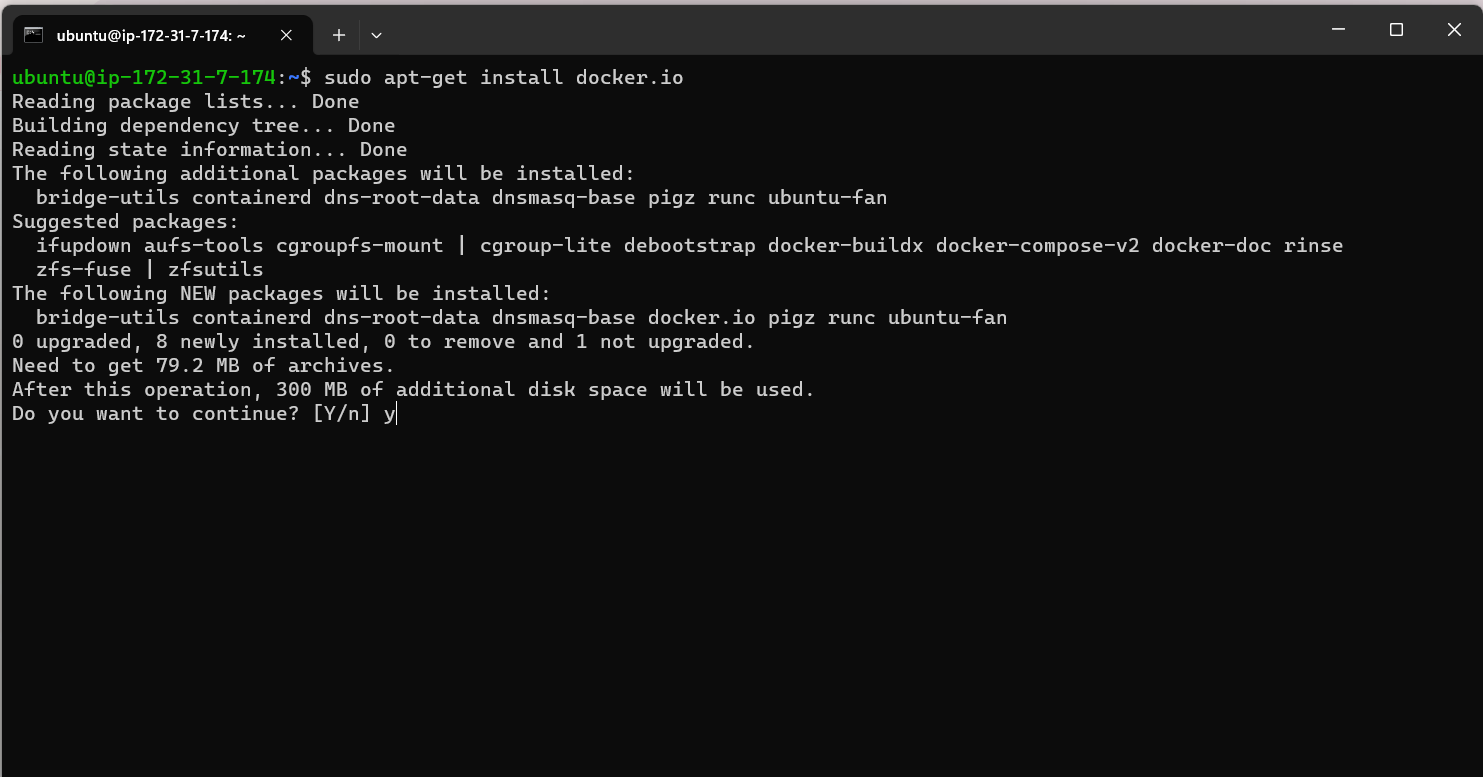 ubuntu@ip-172-31-7-174: ~
ubuntu@ip-172-31-7-174:~$ sudo apt-get install docker.io
Reading package lists... Done
Building dependency tree... Done
Reading state information... Done
The following additional packages will be installed:
  bridge-utils containerd dns-root-data dnsmasq-base pigz runc ubuntu-fan
Suggested packages:
  ifupdown aufs-tools cgroupfs-mount | cgroup-lite debootstrap docker-buildx docker-compose-v2 docker-doc rinse
  zfs-fuse | zfsutils
The following NEW packages will be installed:
  bridge-utils containerd dns-root-data dnsmasq-base docker.io pigz runc ubuntu-fan
0 upgraded, 8 newly installed, 0 to remove and 1 not upgraded.
Need to get 79.2 MB of archives.
After this operation, 300 MB of additional disk space will be used.
Do you want to continue? [Y/n] y